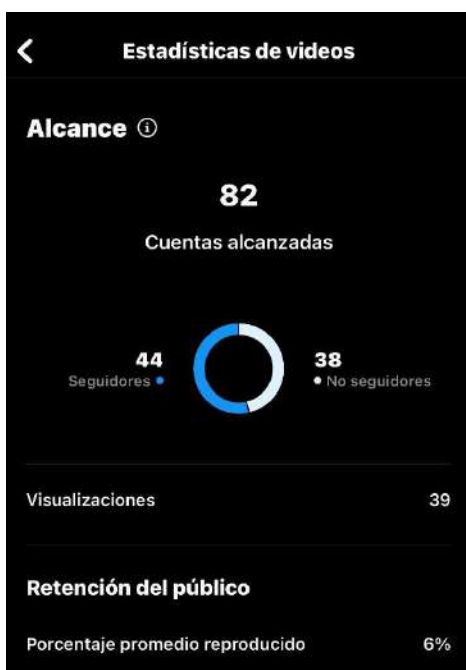 Estadísticas de videos
Alcance
82
Cuentas alcanzadas
44
Seguidores
38
No seguidores
Visualizaciones 39
Retención del público
Porcentaje promedio reproducido 6%